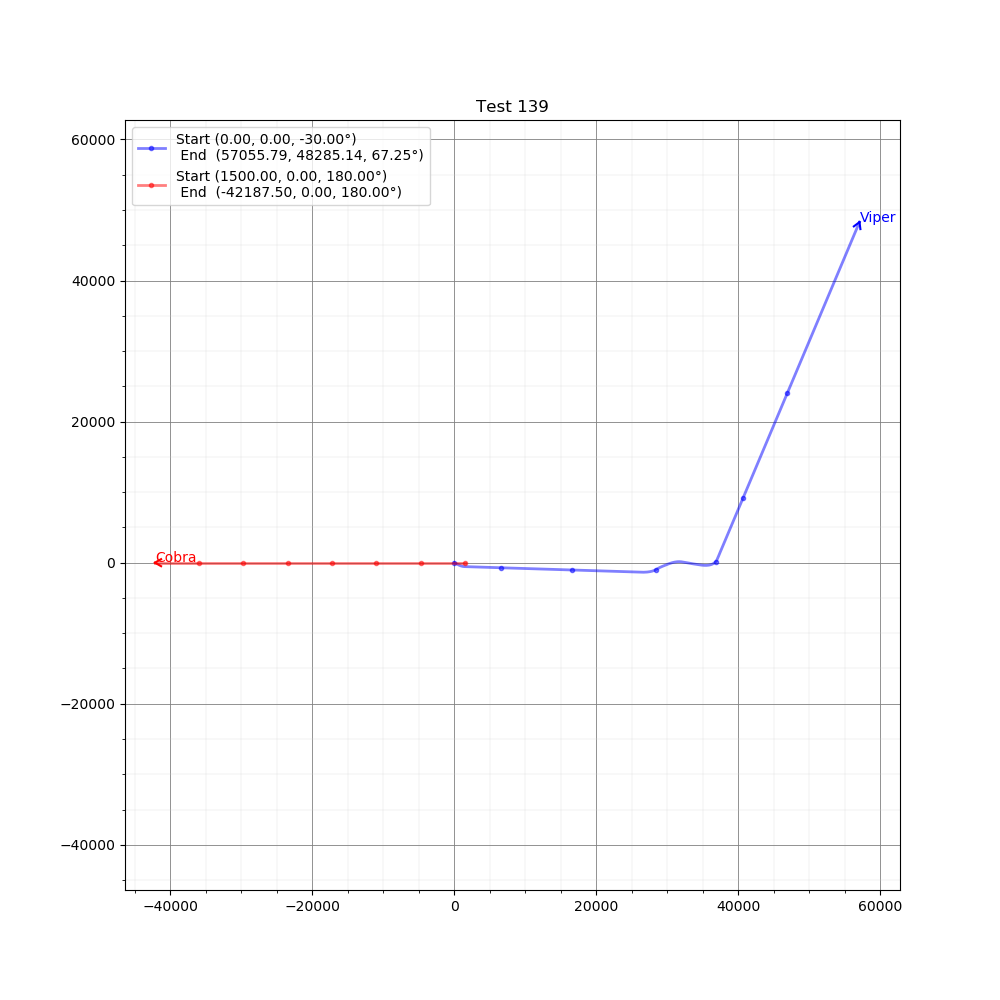 Test 139
Start (0.00, 0.00, -30.00°)
End (57055.79, 48285.14, 67.25°)
Start (1500.00, 0.00, 180.00°)
End (-42187.50, 0.00, 180.00°)
60000
40000
20000
0
−20000
−40000
Viper
Cobra
−40000
−20000
0
20000
40000
60000